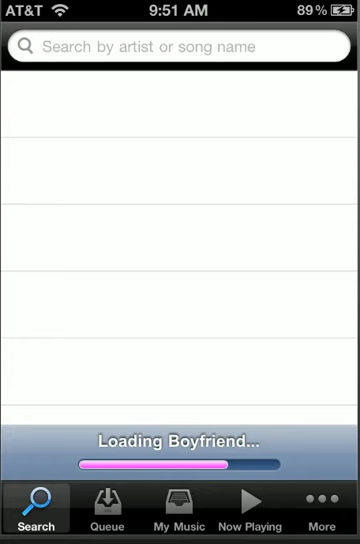 AT&T 9:51 AM 89%
Search by artist or song name
Loading Boyfriend...
Search Queue My Music Now Playing More